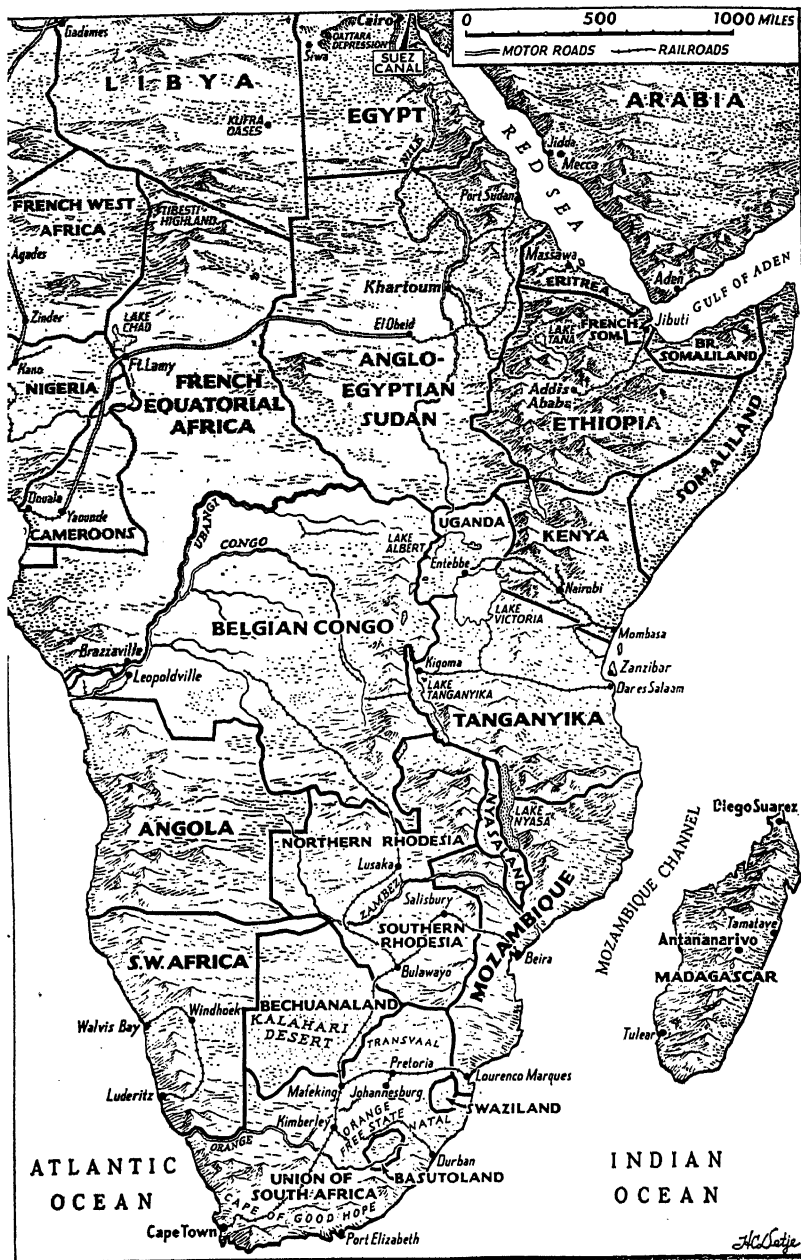 Cairo
0 500 1000 MILES
MOTOR ROADS RAILROADS
Gadames
QATTARA
DEPRESSION
Siwa
SUEZ
CANAL
LIBYA
KUFRA
OASES
EGYPT
NILE
ARABIA
RED SEA
Jidda
Mecca
FRENCH WEST
AFRICA
TIBESTI
HIGHLAND
Port Sudan
Agades
Massawa
Aden
GULF OF ADEN
Khartoum
ERITREA
Zinder
LAKE
CHAD
El Obeid
LAKE
TANA
FRENCH
SOM.
Jibuti
BR.
SOMALILAND
Kano
Ft. Lamy
NIGERIA
FRENCH
EQUATORIAL
AFRICA
ANGLO-
EGYPTIAN
SUDAN
Addis
Ababa
ETHIOPIA
SOMALILAND
Douala
Yaounde
CAMEROONS
UBANGI
CONGO
LAKE
ALBERT
UGANDA
KENYA
Entebbe
Nairobi
LAKE
VICTORIA
BELGIAN CONGO
Mombasa
Brazzaville
Leopoldville
Kigoma
Zanzibar
LAKE
TANGANYIKA
Dar es Salaam
TANGANYIKA
ANGOLA
NORTHERN RHODESIA
NYASALAND
LAKE
NYASA
Diego Suarez
MOZAMBIQUE CHANNEL
Lusaka
ZAMBEZI
Salisbury
SOUTHERN
RHODESIA
MOZAMBIQUE
Tamatave
Antananarivo
S.W. AFRICA
Bulawayo
Beira
MADAGASCAR
Walvis Bay
Windhoek
BECHUANALAND
KALAHARI
DESERT
TRANSVAAL
Tulear
Pretoria
Luderitz
Mafeking
Johannesburg
Lourenco Marques
SWAZILAND
Kimberley
ORANGE
FREE STATE
NATAL
ORANGE
Durban
BASUTOLAND
ATLANTIC
OCEAN
UNION OF
SOUTH AFRICA
INDIAN
OCEAN
CAPE OF GOOD HOPE
Cape Town
Port Elizabeth